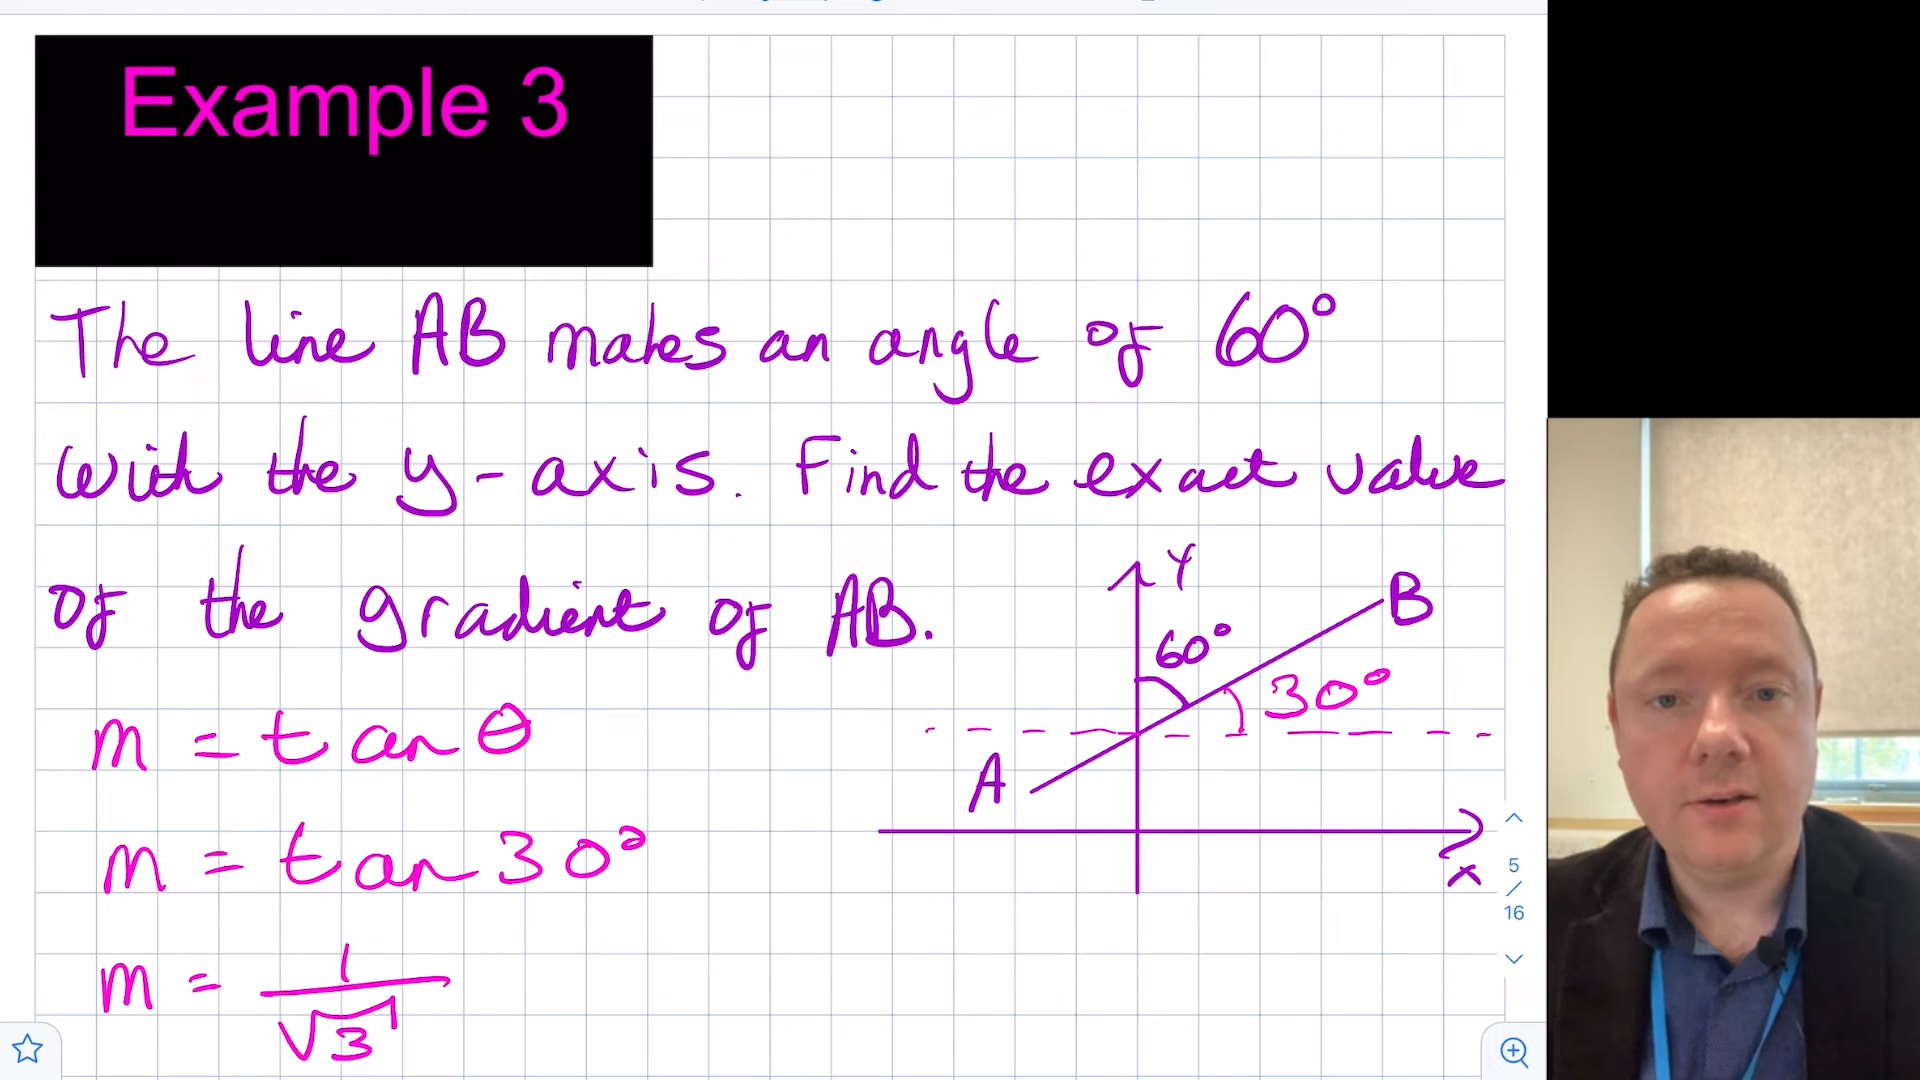 Example 3
The line AB makes an angle of 60°
with the y-axis. Find the exact value
of the gradient of AB.
m = tan θ
m = tan 30°
m = 1/√3
Y
B
60°
30°
A
x
5
/
16